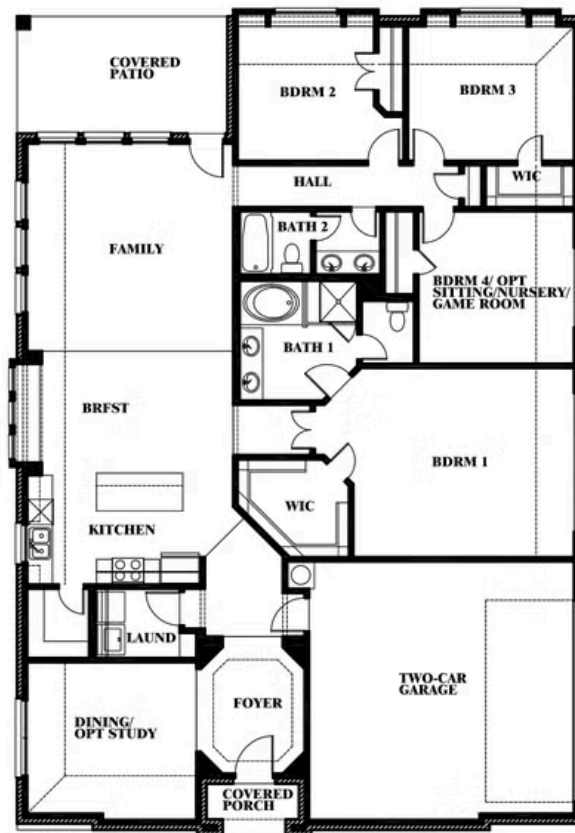 COVERED
PATIO
BDRM 2
BDRM 3
HALL
WIC
BATH 2
FAMILY
BDRM 4/ OPT
SITTING/NURSERY/
GAME ROOM
BATH 1
BRFST
BDRM 1
WIC
KITCHEN
LAUND
TWO-CAR
GARAGE
FOYER
DINING/
OPT STUDY
COVERED
PORCH